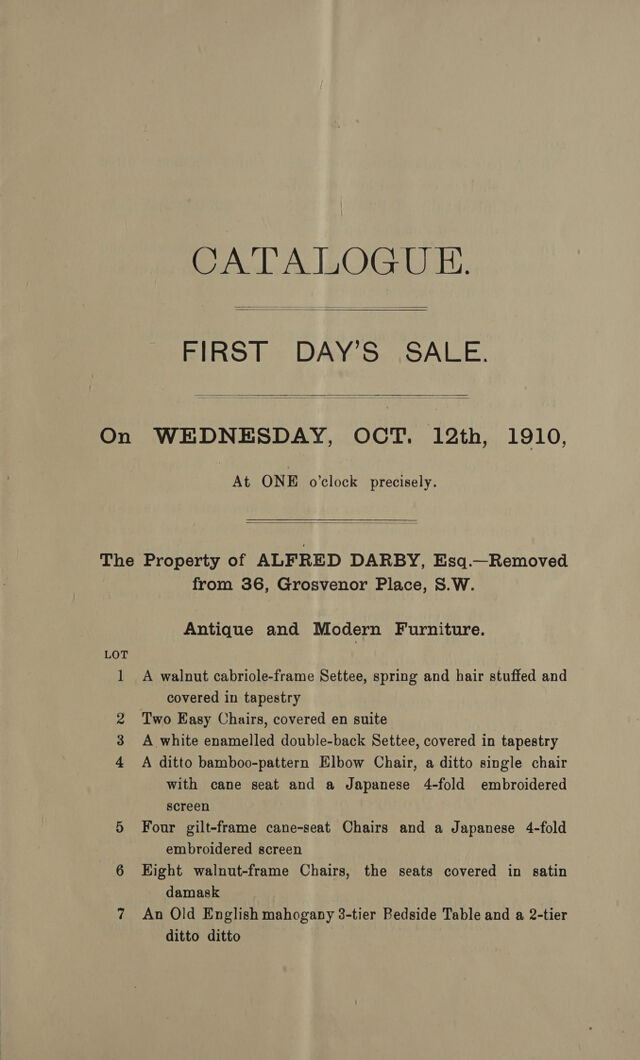 CATALOGUE.
FIRST DAY'S SALE.
On WEDNESDAY, OCT. 12th, 1910,
At ONE o'clock precisely.
The Property of ALFRED DARBY, Esq.—Removed
from 36, Grosvenor Place, S.W.
Antique and Modern Furniture.
LOT
1 A walnut cabriole-frame Settee, spring and hair stuffed and
covered in tapestry
2 Two Easy Chairs, covered en suite
3 A white enamelled double-back Settee, covered in tapestry
4 A ditto bamboo-pattern Elbow Chair, a ditto single chair
with cane seat and a Japanese 4-fold embroidered
screen
5 Four gilt-frame cane-seat Chairs and a Japanese 4-fold
embroidered screen
6 Eight walnut-frame Chairs, the seats covered in satin
damask
7 An Old English mahogany 3-tier Bedside Table and a 2-tier
ditto ditto